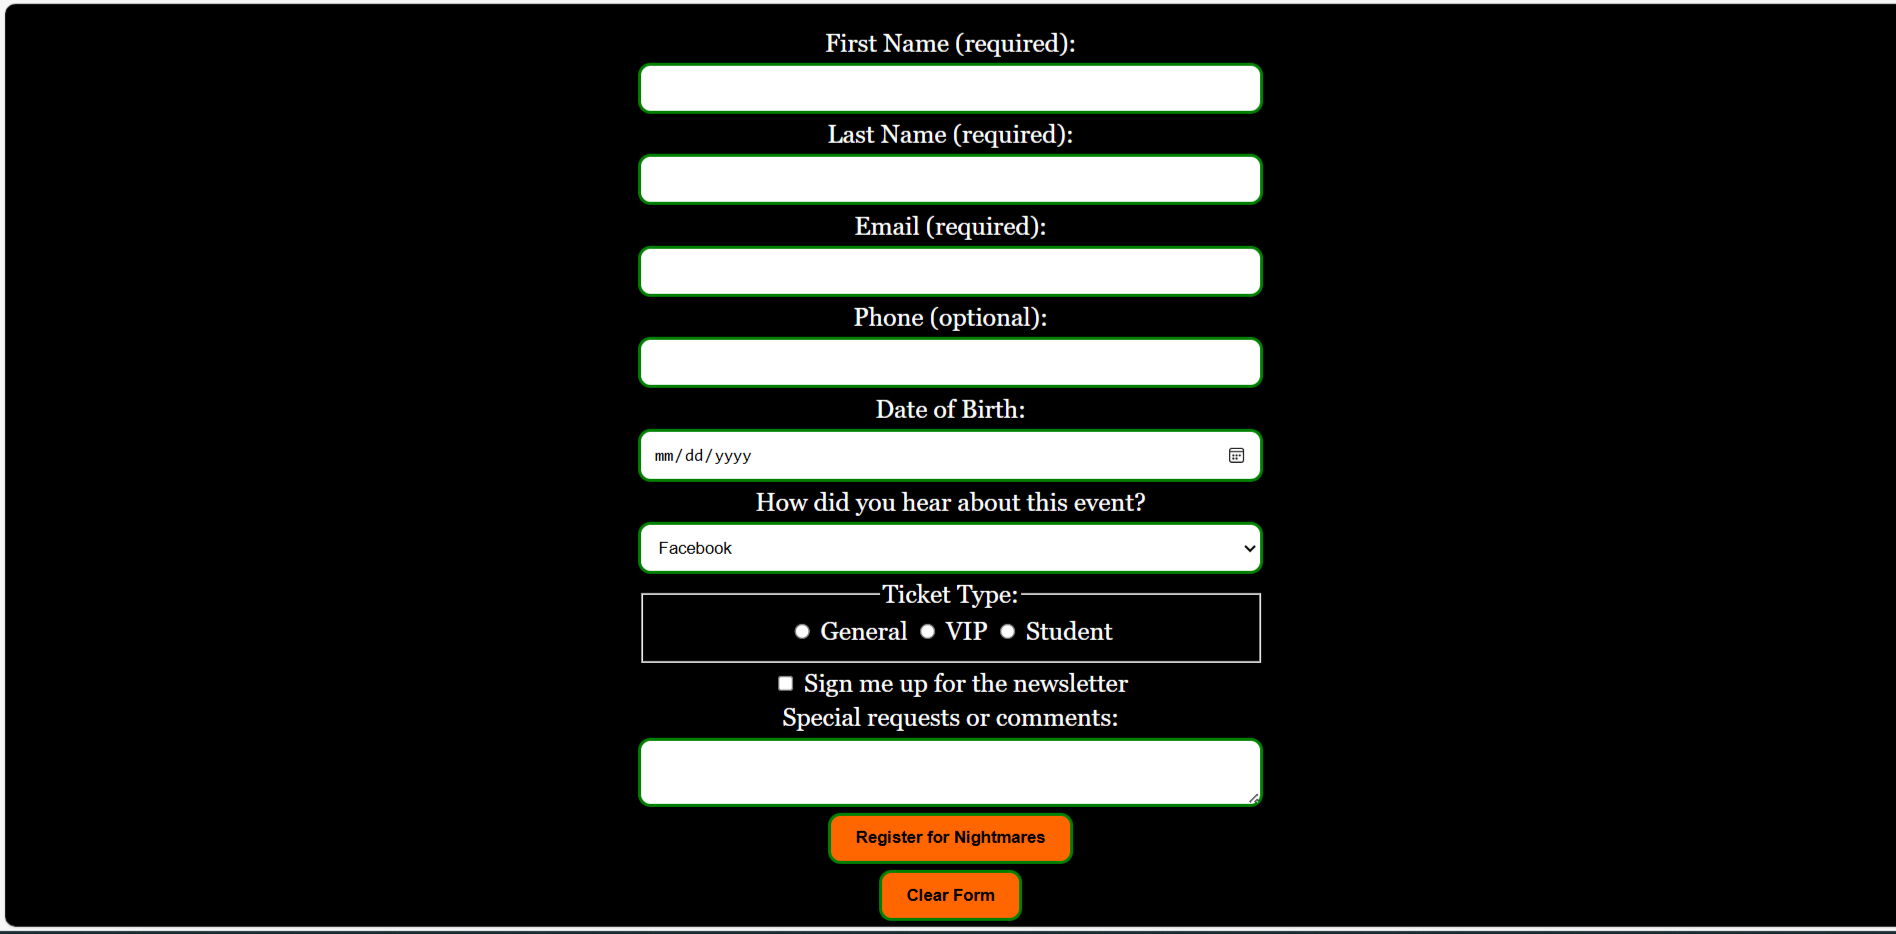 First Name (required):
Last Name (required):
Email (required):
Phone (optional):
Date of Birth:
mm/dd/yyyy
How did you hear about this event?
Facebook
Ticket Type:
General VIP Student
Sign me up for the newsletter
Special requests or comments:
Register for Nightmares
Clear Form